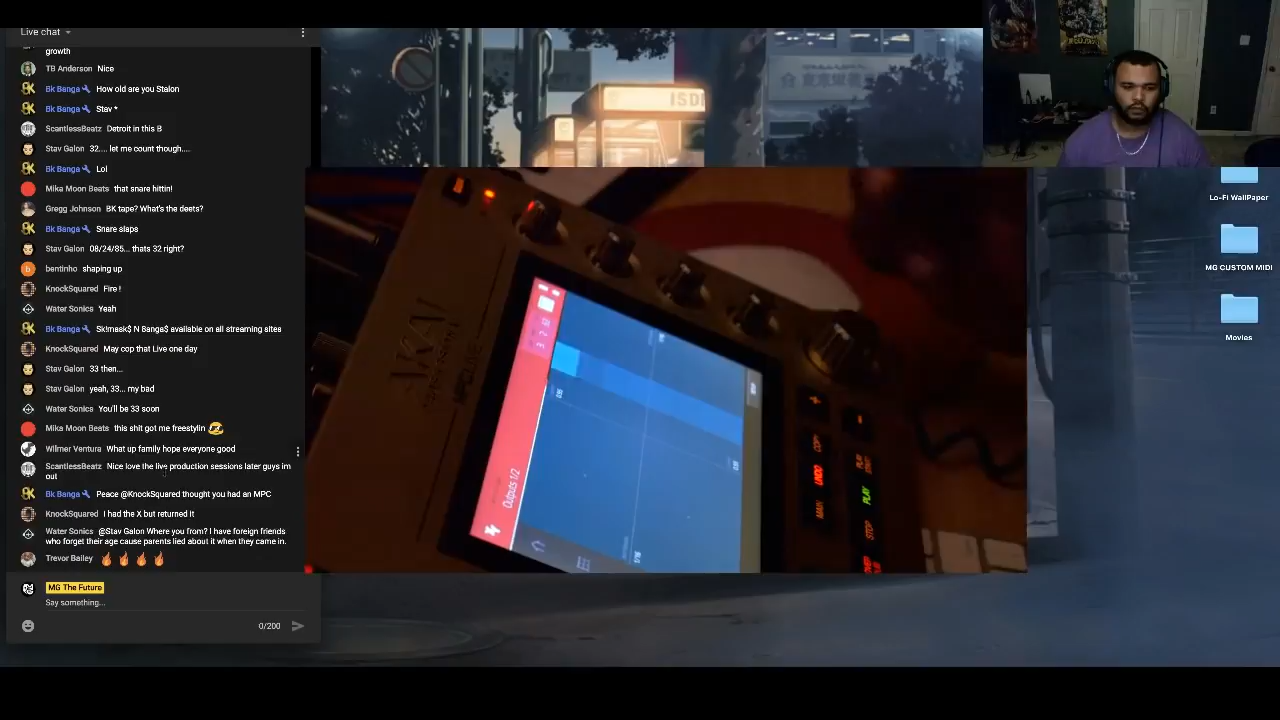 Live chat
growth
TB Anderson Nice
Bk Banga How old are you Stalon
Bk Banga Stav *
ScantlessBeatz Detroit in this B
Stav Galon 32.... let me count though....
Bk Banga Lol
Mika Moon Beats that snare hittin!
Gregg Johnson BK tape? What's the deets?
Bk Banga Snare slaps
Stav Galon 08/24/85... thats 32 right?
bentinho shaping up
KnockSquared Fire !
Water Sonics Yeah
Bk Banga Sk!mask$ N Banga$ available on all streaming sites
KnockSquared May cop that Live one day
Stav Galon 33 then...
Stav Galon yeah, 33... my bad
Water Sonics You'll be 33 soon
Mika Moon Beats this shit got me freestylin
Wilmer Ventura What up family hope everyone good
ScantlessBeatz Nice love the live production sessions later guys im
out
Bk Banga Peace @KnockSquared thought you had an MPC
KnockSquared I had the X but returned it
Water Sonics @Stav Galon Where you from? I have foreign friends
who forget their age cause parents lied about it when they came in.
Trevor Bailey
MG The Future
Say something...
0/200
ISD
AKAI
Outputs 1/2
+
-
COPY
UNDO
MAIN
PLAY
STOP
OVER
Lo-Fi WallPaper
MG CUSTOM MIDI
Movies